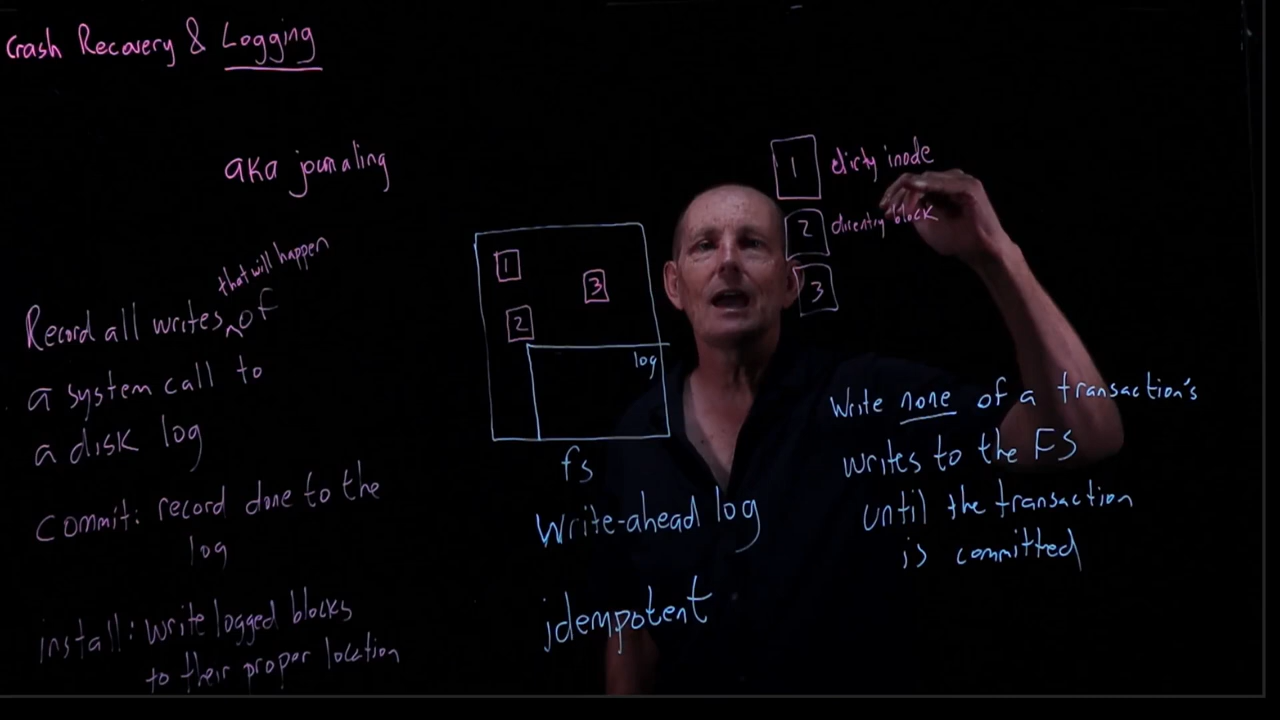 Crash Recovery & Logging
aka journaling
Record all writes ^ of
that will happen
a system call to
a disk log
Commit: record done to the
log
install: write logged blocks
to their proper location
1
2
3
log
fs
Write-ahead log
idempotent
1 dirty inode
2 direntry block
3
Write none of a transaction's
writes to the FS
until the transaction
is committed